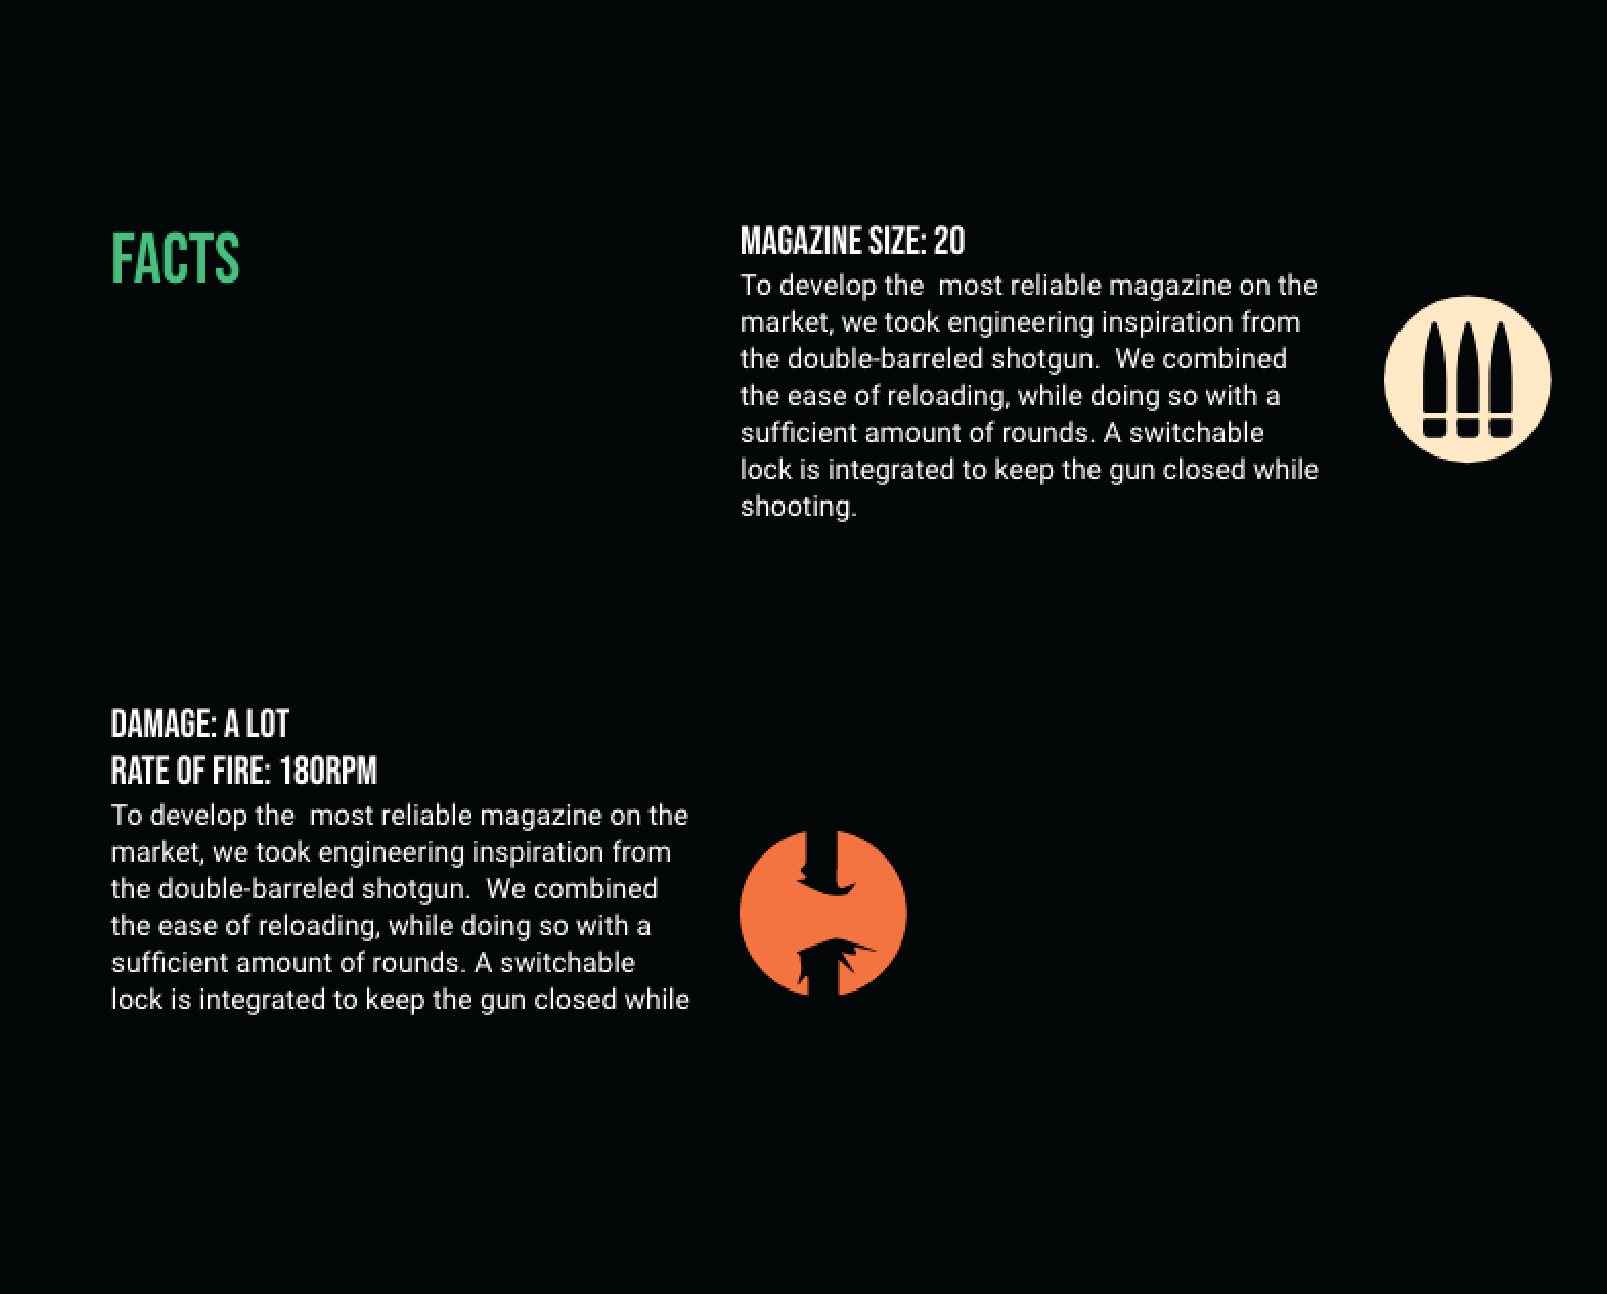 FACTS
MAGAZINE SIZE: 20
To develop the  most reliable magazine on the
market, we took engineering inspiration from
the double-barreled shotgun.  We combined
the ease of reloading, while doing so with a
sufficient amount of rounds. A switchable
lock is integrated to keep the gun closed while
shooting.
DAMAGE: A LOT
RATE OF FIRE: 180RPM
To develop the  most reliable magazine on the
market, we took engineering inspiration from
the double-barreled shotgun.  We combined
the ease of reloading, while doing so with a
sufficient amount of rounds. A switchable
lock is integrated to keep the gun closed while